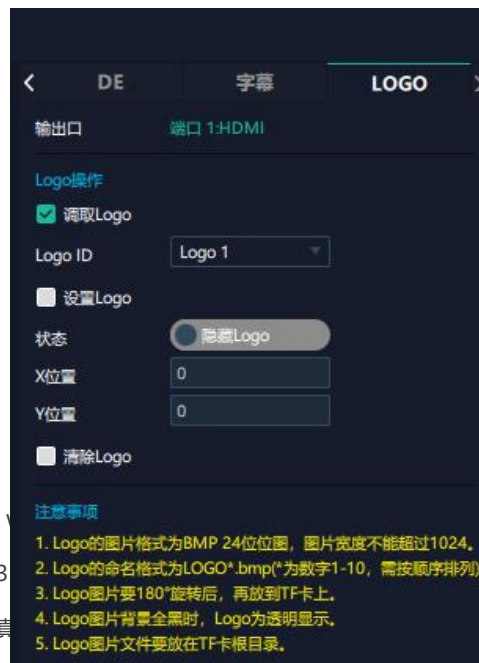 DE 字幕 LOGO
输出口 端口 1:HDMI
Logo操作
调取Logo
Logo ID Logo 1
设置Logo
状态 隐藏Logo
X位置 0
Y位置 0
清除Logo
注意事项
1. Logo的图片格式为BMP 24位位图，图片宽度不能超过1024。
2. Logo的命名格式为LOGO*.bmp(*为数字1-10，需按顺序排列)
3. Logo图片要180°旋转后，再放到TF卡上。
4. Logo图片背景全黑时，Logo为透明显示。
5. Logo图片文件要放在TF卡根目录。